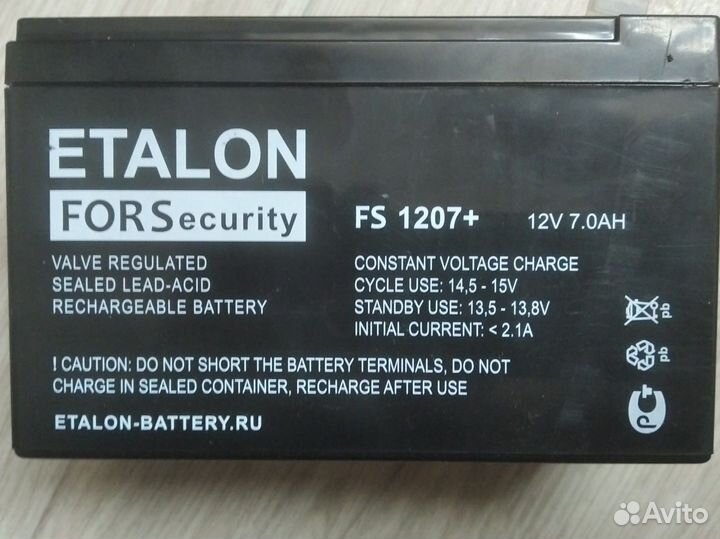 ETALON
FORSecurity
VALVE REGULATED
SEALED LEAD-ACID
RECHARGEABLE BATTERY
FS 1207+ 12V 7.0AH
CONSTANT VOLTAGE CHARGE
CYCLE USE: 14,5 - 15V
STANDBY USE: 13,5 - 13,8V
INITIAL CURRENT: < 2.1A
! CAUTION: DO NOT SHORT THE BATTERY TERMINALS, DO NOT
CHARGE IN SEALED CONTAINER, RECHARGE AFTER USE
ETALON-BATTERY.RU
pb
pb
РСТ
Avito